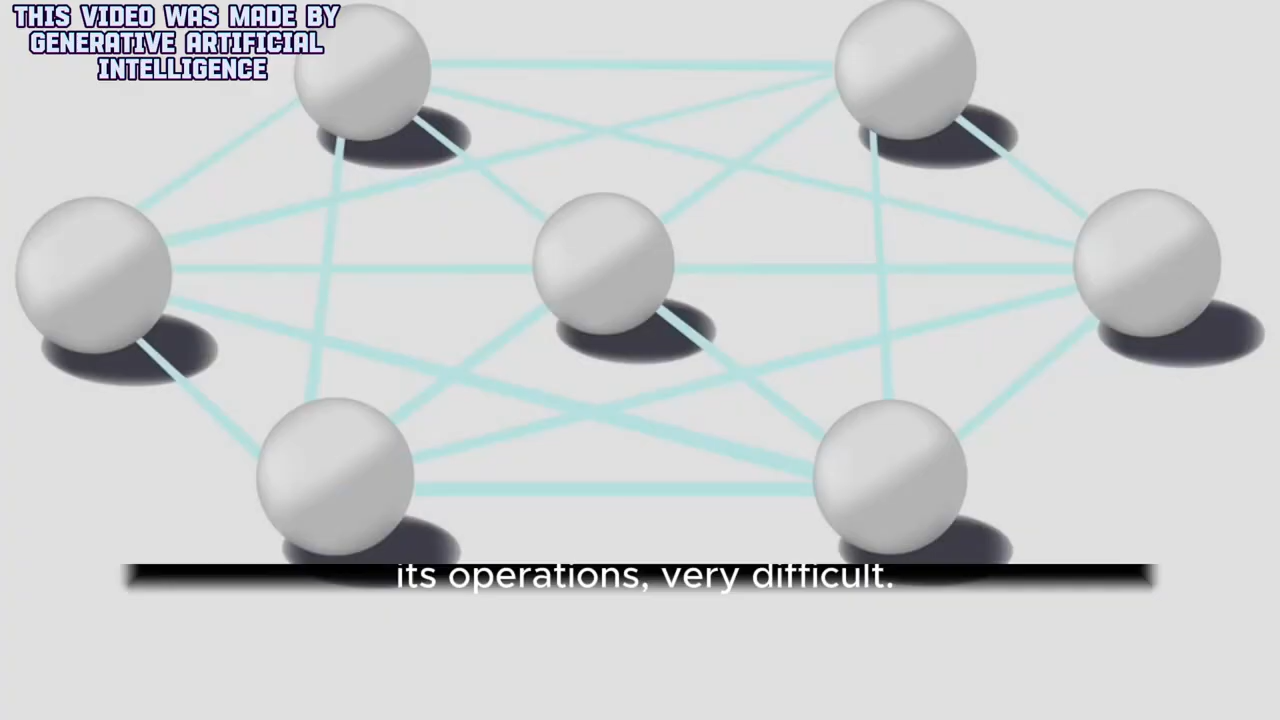 THIS VIDEO WAS MADE BY
GENERATIVE ARTIFICIAL
INTELLIGENCE
its operations, very difficult.